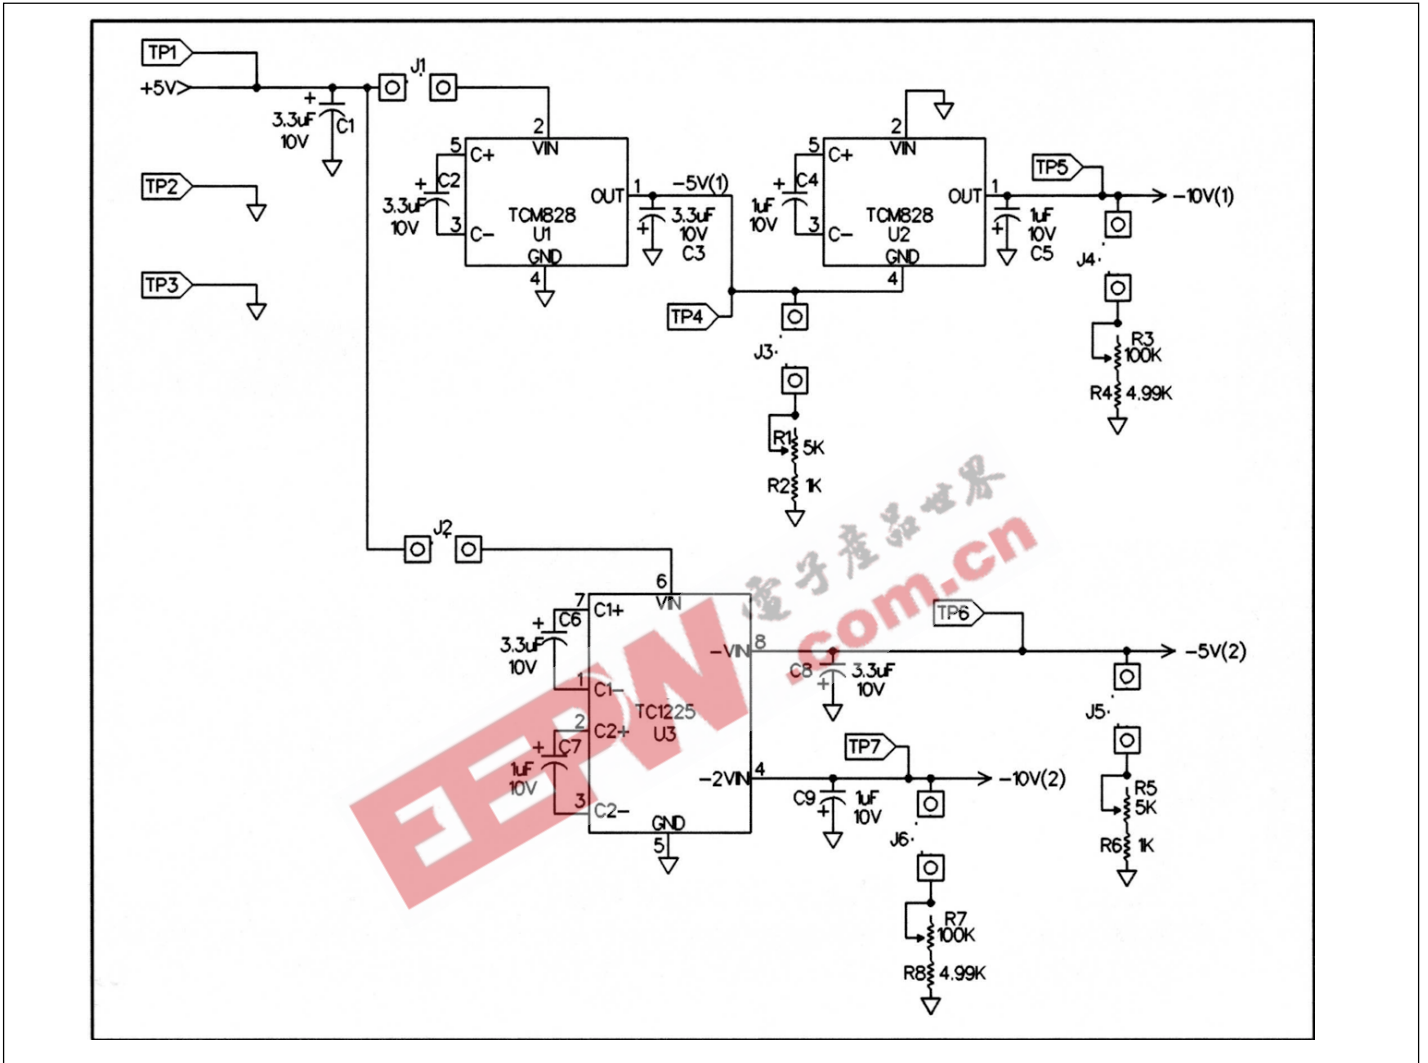 TP1
+5V
TP2
TP3
+
3.3uF
10V
C1
J1
2
VIN
5
C+
+
C2
3.3uF
10V
3
C-
TCM828
U1
OUT
1
GND
4
-5V(1)
3.3uF
10V
+
C3
TP4
2
VIN
5
C+
+
C4
1uF
10V
3
C-
TCM828
U2
OUT
1
GND
4
TP5
-10V(1)
1uF
10V
+
C5
J4
R3
100K
R4 4.99K
J3
R1
5K
R2 1K
J2
6
VIN
7
C1+
+
C6
3.3uF
10V
1
C1-
2
C2+
+
C7
1uF
10V
3
C2-
TC1225
U3
-VIN
8
-2VIN
4
GND
5
TP6
-5V(2)
C8
3.3uF
10V
+
TP7
-10V(2)
C9
1uF
10V
+
J5
R5
5K
R6 1K
J6
R7
100K
R8 4.99K
EEPW
電子產品世界
.com.cn